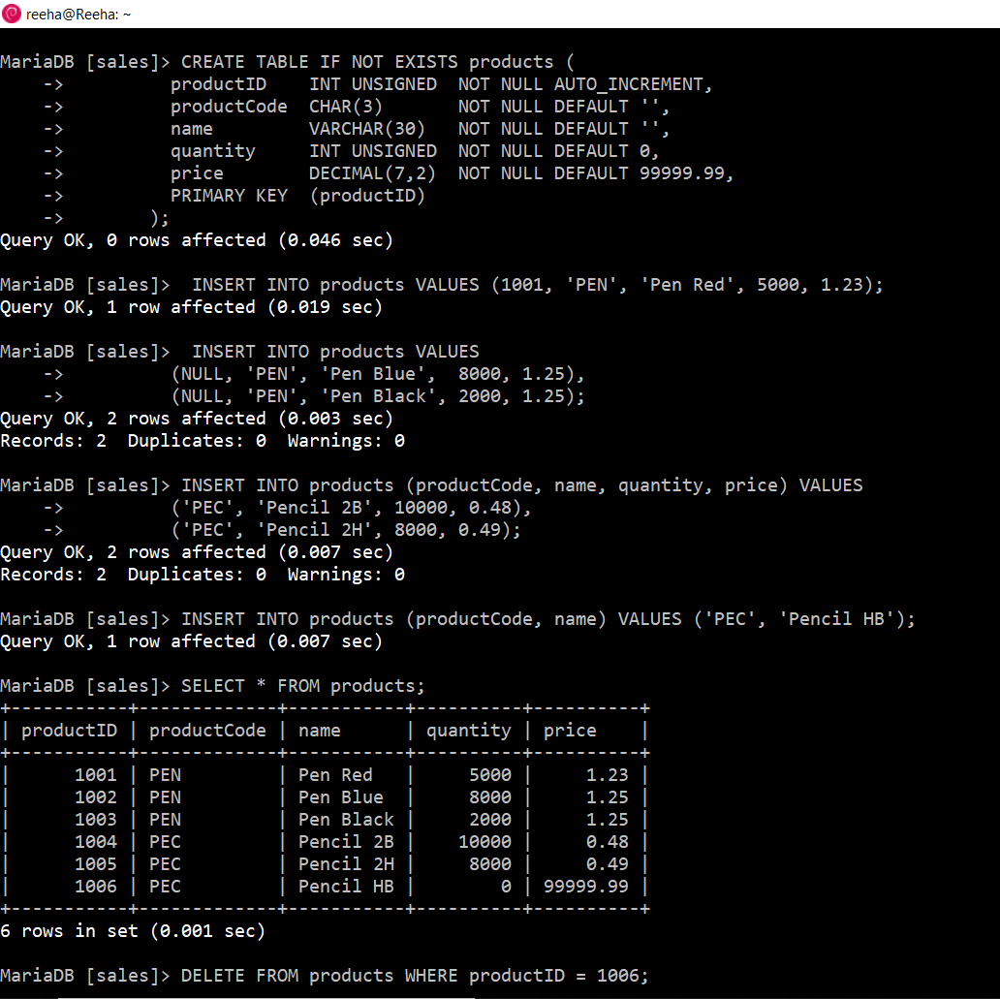 reeha@Reeha: ~
MariaDB [sales]> CREATE TABLE IF NOT EXISTS products (
    ->          productID    INT UNSIGNED  NOT NULL AUTO_INCREMENT,
    ->          productCode  CHAR(3)       NOT NULL DEFAULT '',
    ->          name         VARCHAR(30)   NOT NULL DEFAULT '',
    ->          quantity     INT UNSIGNED  NOT NULL DEFAULT 0,
    ->          price        DECIMAL(7,2)  NOT NULL DEFAULT 99999.99,
    ->          PRIMARY KEY  (productID)
    ->        );
Query OK, 0 rows affected (0.046 sec)
MariaDB [sales]>  INSERT INTO products VALUES (1001, 'PEN', 'Pen Red', 5000, 1.23);
Query OK, 1 row affected (0.019 sec)
MariaDB [sales]>  INSERT INTO products VALUES
    ->          (NULL, 'PEN', 'Pen Blue',  8000, 1.25),
    ->          (NULL, 'PEN', 'Pen Black', 2000, 1.25);
Query OK, 2 rows affected (0.003 sec)
Records: 2  Duplicates: 0  Warnings: 0
MariaDB [sales]> INSERT INTO products (productCode, name, quantity, price) VALUES
    ->          ('PEC', 'Pencil 2B', 10000, 0.48),
    ->          ('PEC', 'Pencil 2H', 8000, 0.49);
Query OK, 2 rows affected (0.007 sec)
Records: 2  Duplicates: 0  Warnings: 0
MariaDB [sales]> INSERT INTO products (productCode, name) VALUES ('PEC', 'Pencil HB');
Query OK, 1 row affected (0.007 sec)
MariaDB [sales]> SELECT * FROM products;
+-----------+-------------+-----------+----------+----------+
| productID | productCode | name      | quantity | price    |
+-----------+-------------+-----------+----------+----------+
|      1001 | PEN         | Pen Red   |     5000 |     1.23 |
|      1002 | PEN         | Pen Blue  |     8000 |     1.25 |
|      1003 | PEN         | Pen Black |     2000 |     1.25 |
|      1004 | PEC         | Pencil 2B |    10000 |     0.48 |
|      1005 | PEC         | Pencil 2H |     8000 |     0.49 |
|      1006 | PEC         | Pencil HB |        0 | 99999.99 |
+-----------+-------------+-----------+----------+----------+
6 rows in set (0.001 sec)
MariaDB [sales]> DELETE FROM products WHERE productID = 1006;